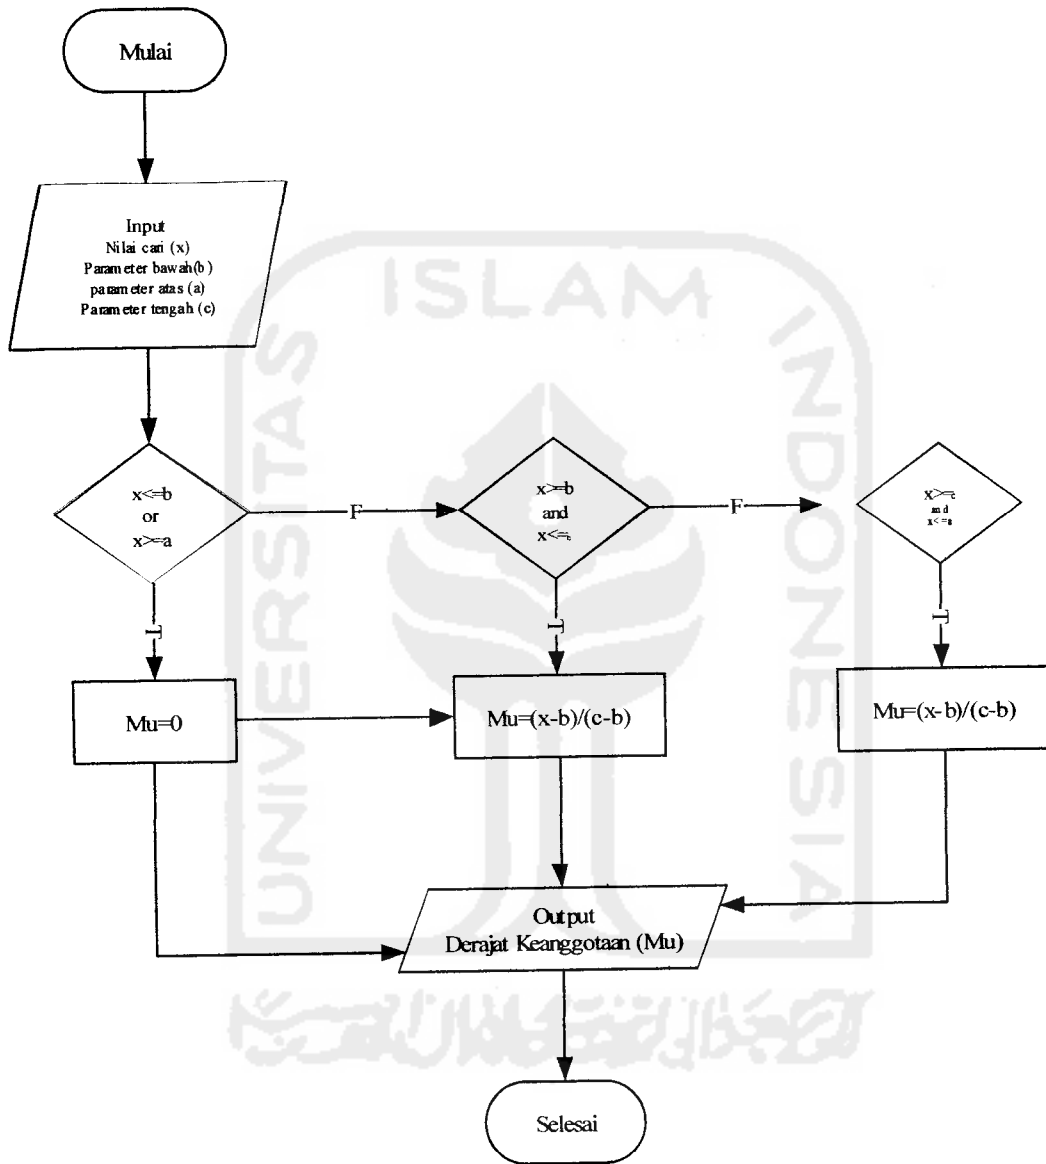 Mulai
Input
Nilai cari (x)
Parameter bawah(b)
parameter atas (a)
Parameter tengah (c)
x<=b
or
x>=a
F
x>=b
and
x<=c
F
x>=c
and
x<=a
T
T
T
Mu=0
Mu=(x-b)/(c-b)
Mu=(x-b)/(c-b)
Output
Derajat Keanggotaan (Mu)
Selesai
UNIVERSITAS
ISLAM
INDONESIA